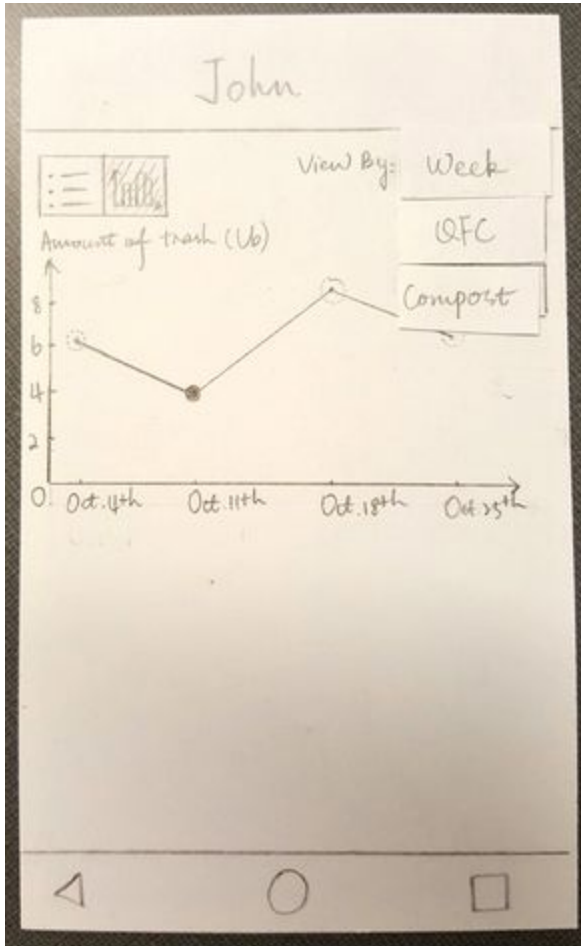 John
View By: Week
QFC
Compost
Amount of trash (Lb)
8
6
4
2
0
Oct. 4th Oct. 11th Oct. 18th Oct. 25th